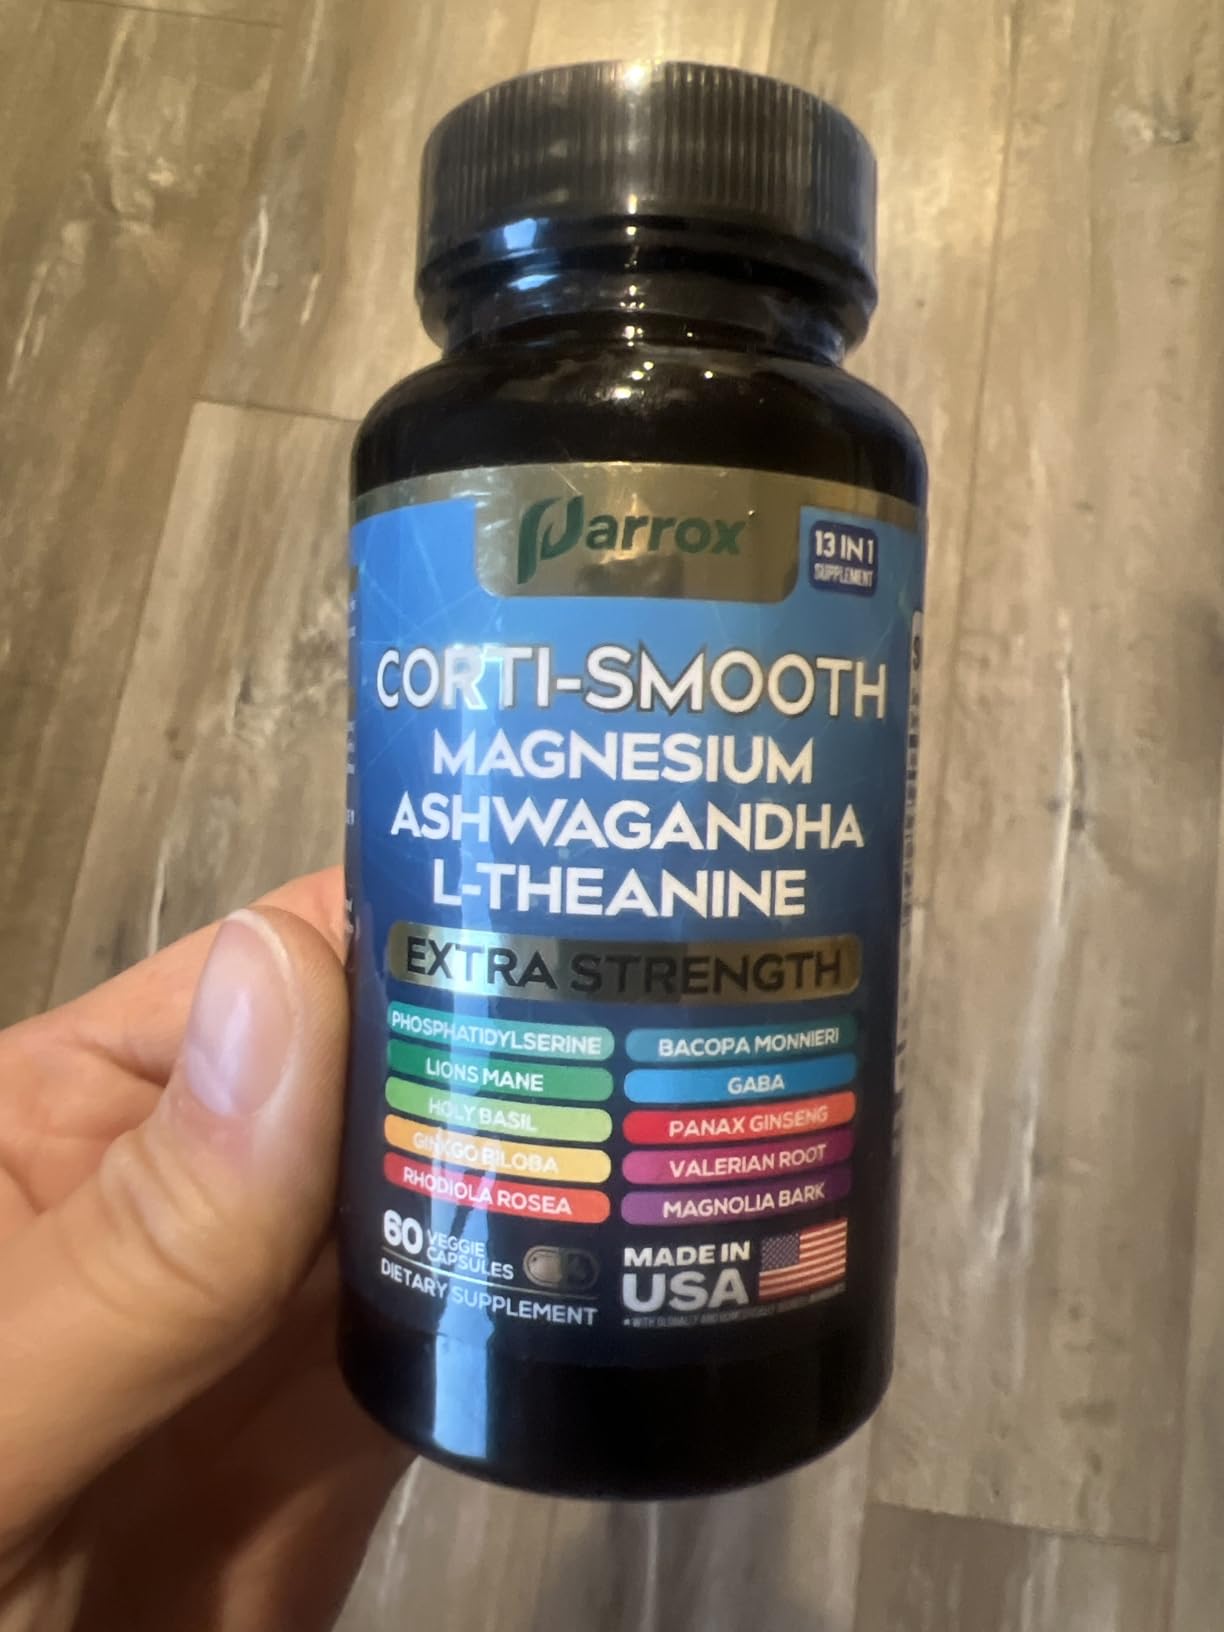 Parrox
13 IN 1
SUPPLEMENT
CORTI-SMOOTH
MAGNESIUM
ASHWAGANDHA
L-THEANINE
EXTRA STRENGTH
PHOSPHATIDYLSERINE
BACOPA MONNIERI
LIONS MANE
GABA
HOLY BASIL
PANAX GINSENG
GINKGO BILOBA
VALERIAN ROOT
RHODIOLA ROSEA
MAGNOLIA BARK
60 VEGGIE
CAPSULES
DIETARY SUPPLEMENT
MADE IN
USA